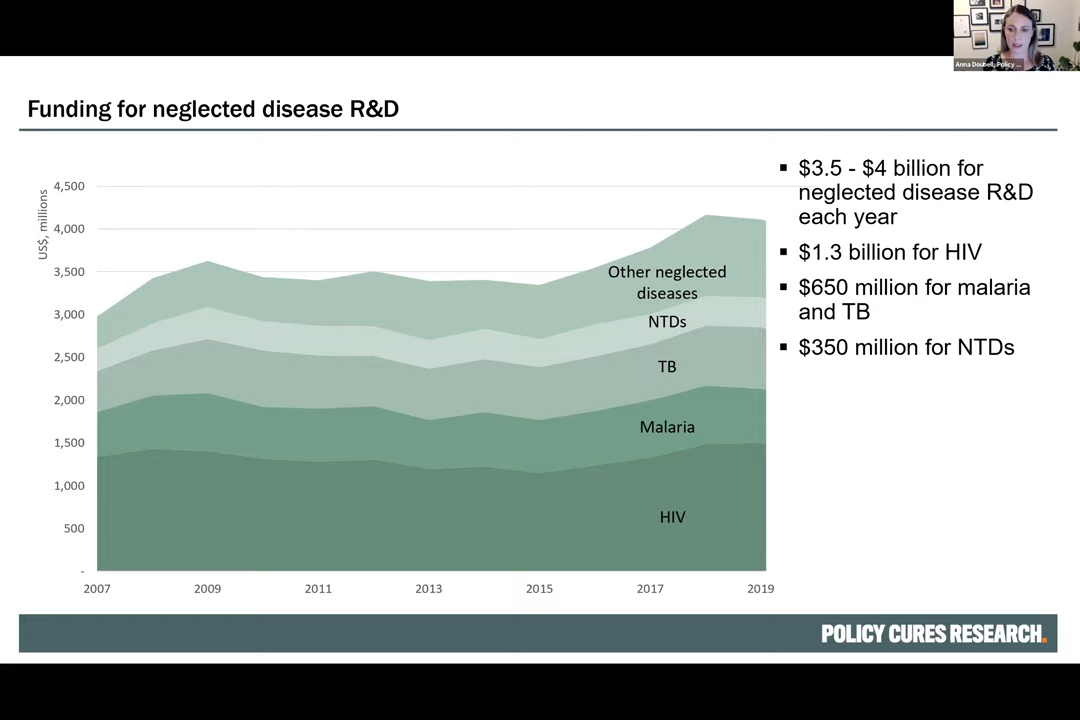 Anna Doubell, Policy ...
Funding for neglected disease R&D
US$, millions
4,500
4,000
3,500
3,000
2,500
2,000
1,500
1,000
500
-
2007
2009
2011
2013
2015
2017
2019
Other neglected
diseases
NTDs
TB
Malaria
HIV
▪ $3.5 - $4 billion for
neglected disease R&D
each year
▪ $1.3 billion for HIV
▪ $650 million for malaria
and TB
▪ $350 million for NTDs
POLICY CURES RESEARCH.